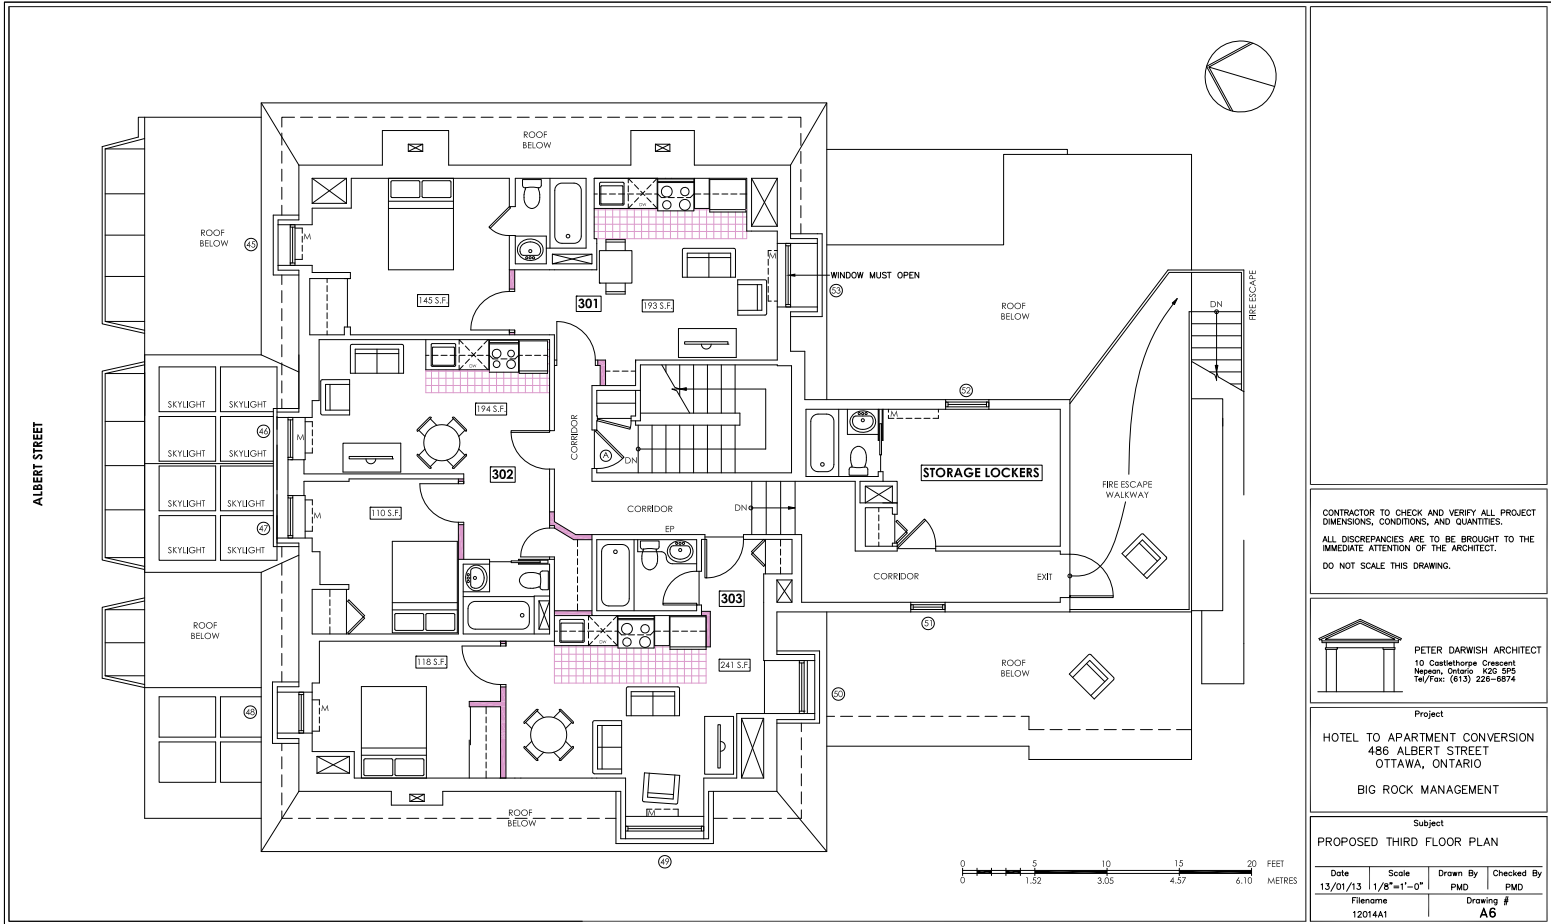 ROOF
BELOW
ROOF
BELOW
45
M
DW
M
WINDOW MUST OPEN
53
145 S.F.
301
193 S.F.
ROOF
BELOW
DN
FIRE ESCAPE
DW
SKYLIGHT
SKYLIGHT
194 S.F.
52
M
46
M
SKYLIGHT
SKYLIGHT
ALBERT STREET
CORRIDOR
A
DN
302
STORAGE LOCKERS
FIRE ESCAPE
WALKWAY
SKYLIGHT
SKYLIGHT
110 S.F.
M
CORRIDOR
DN
47
EP
SKYLIGHT
SKYLIGHT
CORRIDOR
EXIT
303
ROOF
BELOW
51
DW
118 S.F.
241 S.F.
ROOF
BELOW
50
48
M
ROOF
BELOW
M
49
0 5 10 15 20 FEET
0 1.52 3.05 4.57 6.10 METRES
CONTRACTOR TO CHECK AND VERIFY ALL PROJECT
DIMENSIONS, CONDITIONS, AND QUANTITIES.
ALL DISCREPANCIES ARE TO BE BROUGHT TO THE
IMMEDIATE ATTENTION OF THE ARCHITECT.
DO NOT SCALE THIS DRAWING.
PETER DARWISH ARCHITECT
10 Castlethorpe Crescent
Nepean, Ontario K2G 5P5
Tel/Fax: (613) 226-6874
Project
HOTEL TO APARTMENT CONVERSION
486 ALBERT STREET
OTTAWA, ONTARIO
BIG ROCK MANAGEMENT
Subject
PROPOSED THIRD FLOOR PLAN
Date Scale Drawn By Checked By
13/01/13 1/8"=1'-0" PMD PMD
Filename Drawing #
12014A1 A6